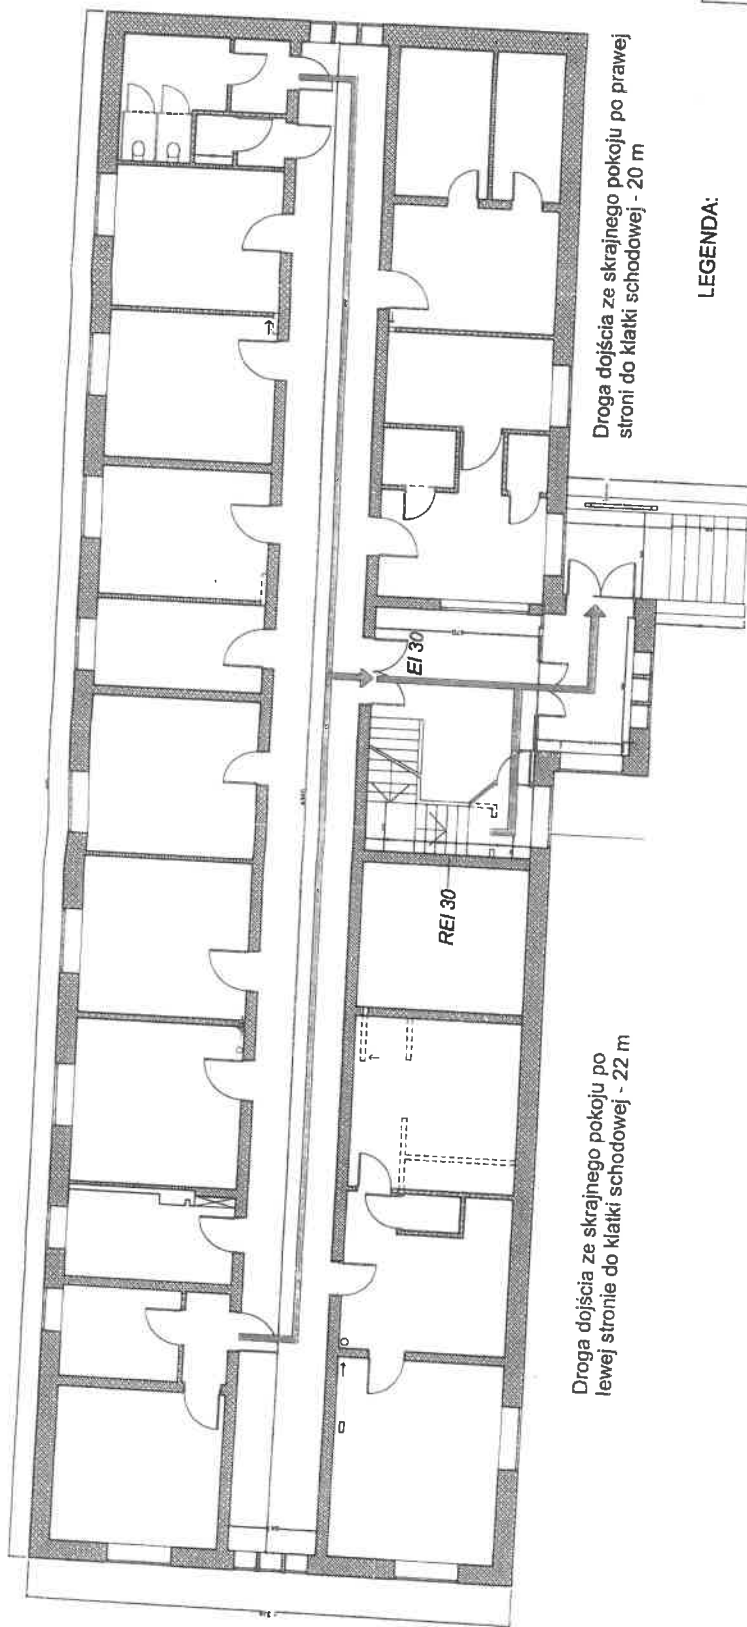 EI 30
REI 30
Droga dojścia ze skrajnego pokoju po
lewej stronie do klatki schodowej - 22 m
Droga dojścia ze skrajnego pokoju po prawej
stroni do klatki schodowej - 20 m
LEGENDA: